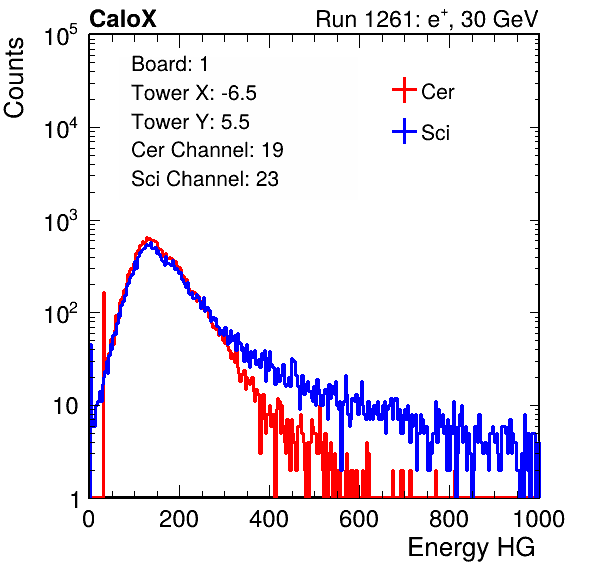 CaloX Run 1261: e⁺, 30 GeV
Counts
10⁵
10⁴
10³
10²
10
1
Board: 1
Tower X: -6.5
Tower Y: 5.5
Cer Channel: 19
Sci Channel: 23
Cer
Sci
0 200 400 600 800 1000
Energy HG